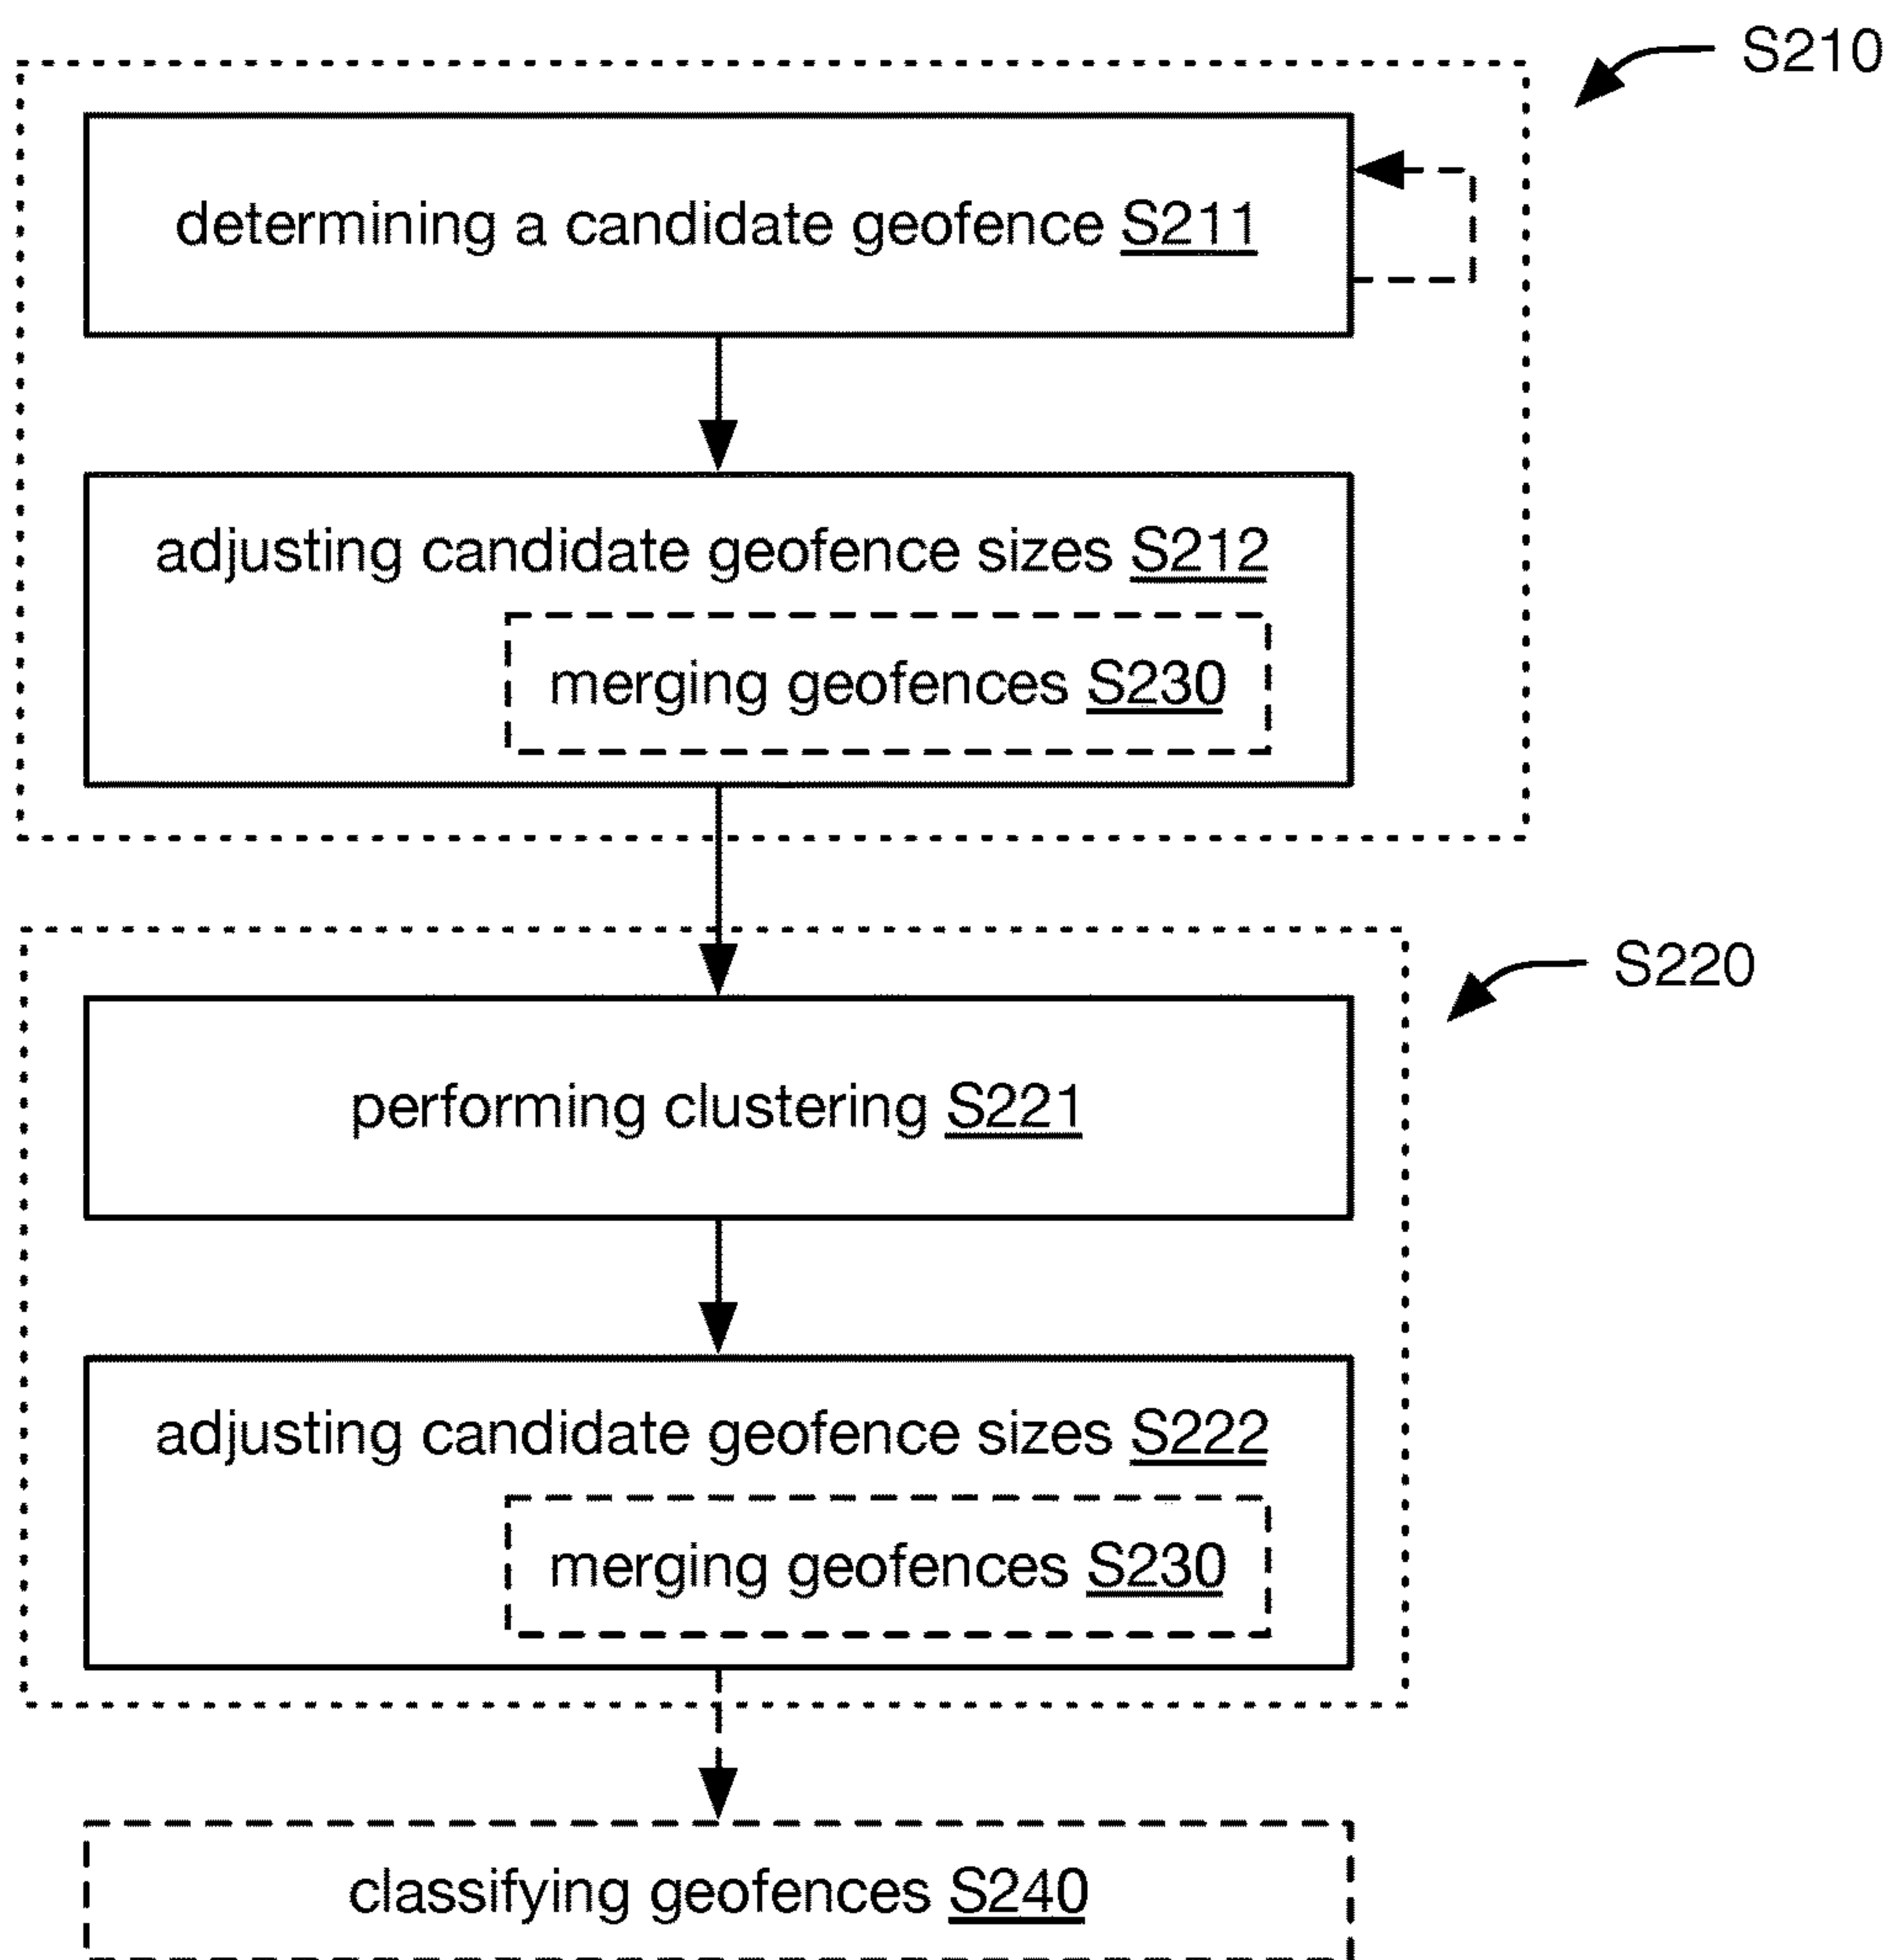 S210
determining a candidate geofence S211
adjusting candidate geofence sizes S212
merging geofences S230
S220
performing clustering S221
adjusting candidate geofence sizes S222
merging geofences S230
classifying geofences S240